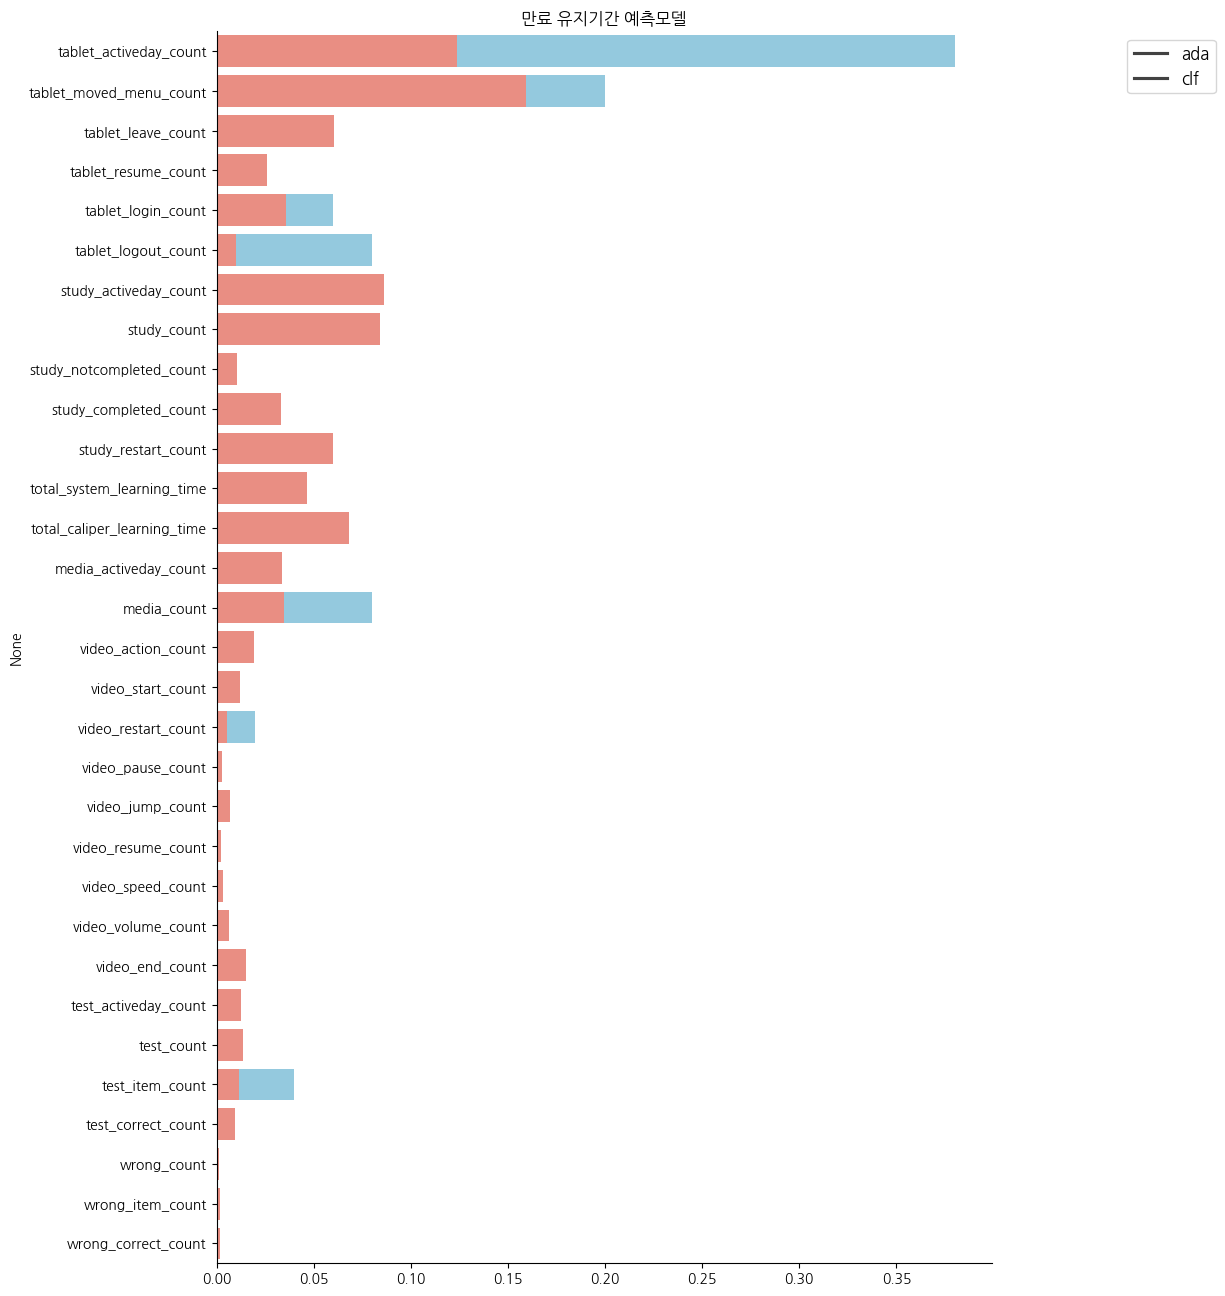 만료 유지기간 예측모델
ada
clf
tablet_activeday_count
tablet_moved_menu_count
tablet_leave_count
tablet_resume_count
tablet_login_count
tablet_logout_count
study_activeday_count
study_count
study_notcompleted_count
study_completed_count
study_restart_count
total_system_learning_time
total_caliper_learning_time
media_activeday_count
media_count
video_action_count
video_start_count
video_restart_count
video_pause_count
video_jump_count
video_resume_count
video_speed_count
video_volume_count
video_end_count
test_activeday_count
test_count
test_item_count
test_correct_count
wrong_count
wrong_item_count
wrong_correct_count
None
0.00 0.05 0.10 0.15 0.20 0.25 0.30 0.35